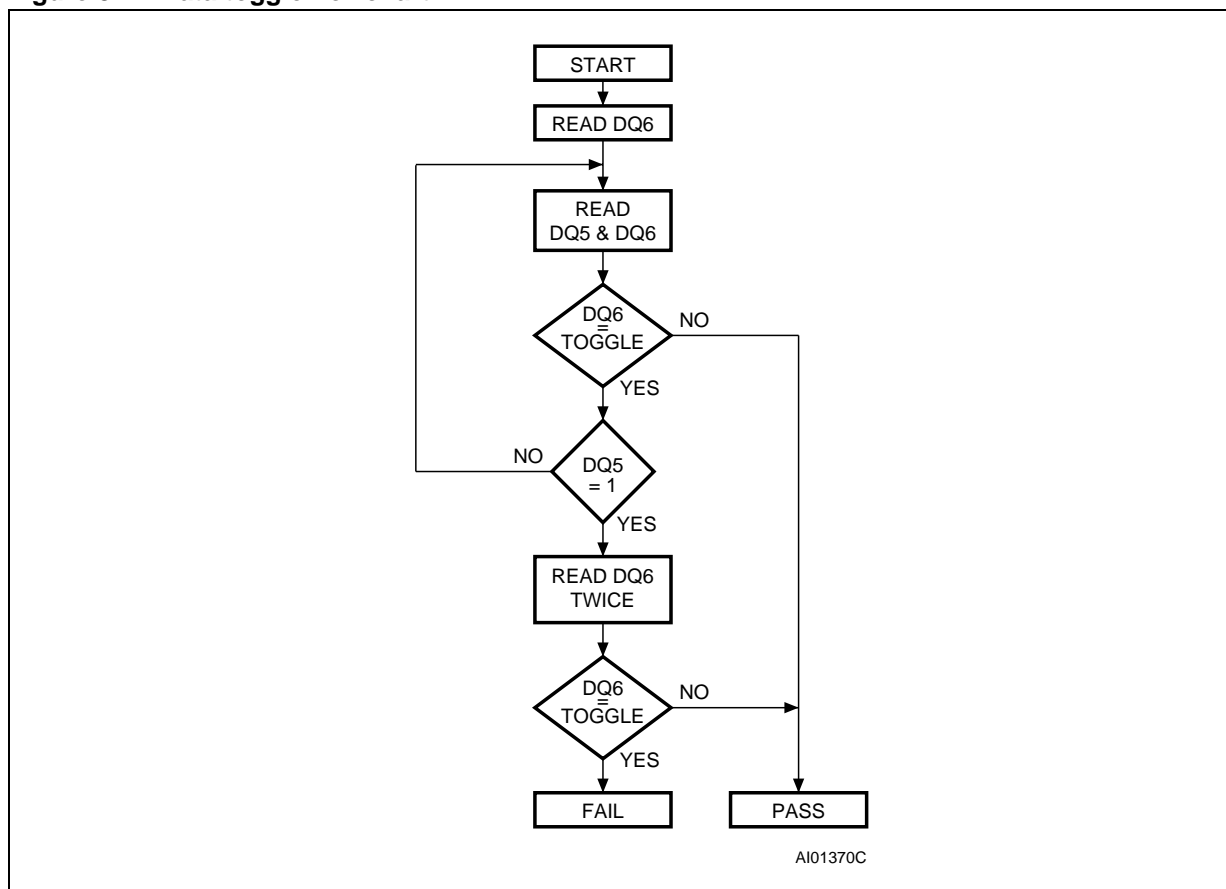 START
READ DQ6
READ
DQ5 & DQ6
DQ6
=
TOGGLE
NO
YES
NO
DQ5
= 1
YES
READ DQ6
TWICE
DQ6
=
TOGGLE
NO
YES
FAIL
PASS
AI01370C